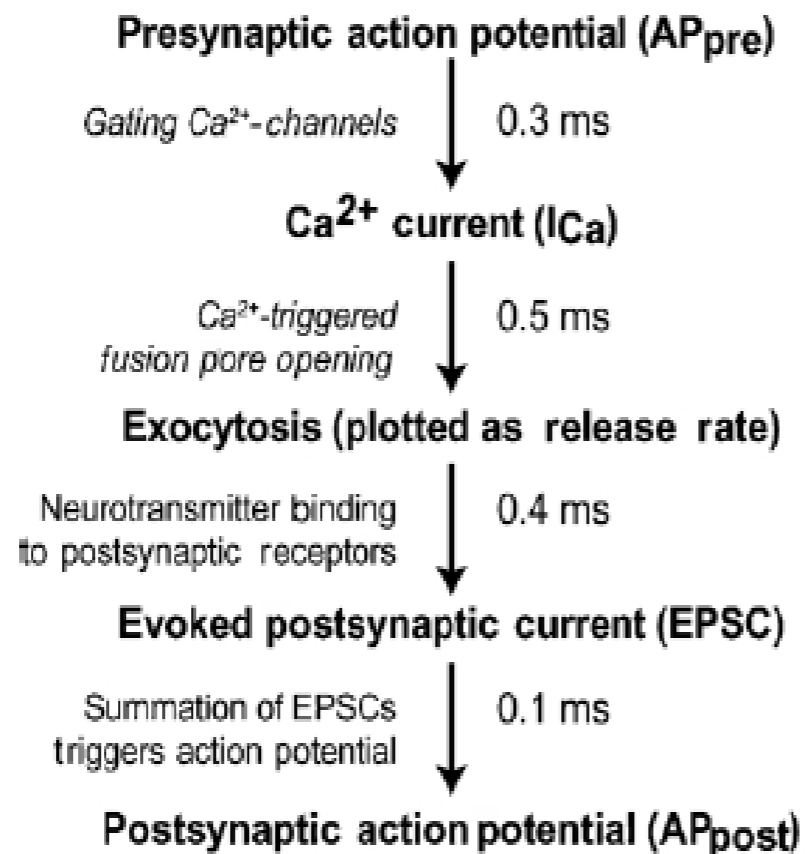 Presynaptic action potential (APpre)
Gating Ca²⁺-channels
0.3 ms
Ca2+ current (ICa)
Ca²⁺-triggered
fusion pore opening
0.5 ms
Exocytosis (plotted as release rate)
Neurotransmitter binding
to postsynaptic receptors
0.4 ms
Evoked postsynaptic current (EPSC)
Summation of EPSCs
triggers action potential
0.1 ms
Postsynaptic action potential (APpost)